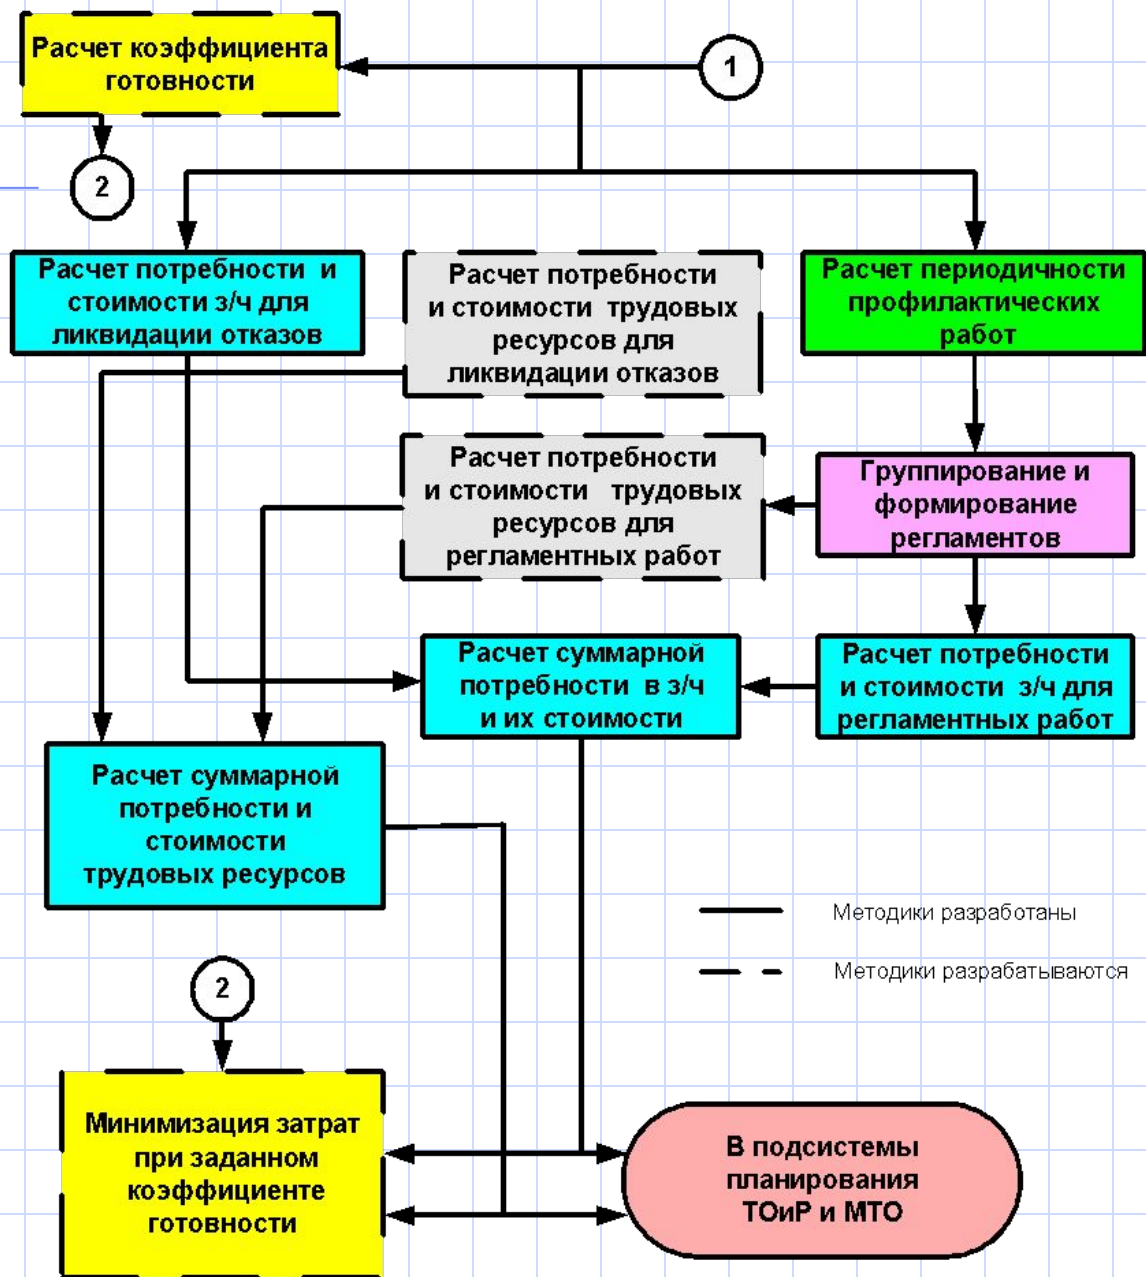 Расчет коэффициента
готовности
1
2
Расчет потребности и
стоимости з/ч для
ликвидации отказов
Расчет потребности
и стоимости трудовых
ресурсов для
ликвидации отказов
Расчет периодичности
профилактических
работ
Расчет потребности
и стоимости трудовых
ресурсов для
регламентных работ
Группирование и
формирование
регламентов
Расчет суммарной
потребности в з/ч
и их стоимости
Расчет потребности
и стоимости з/ч для
регламентных работ
Расчет суммарной
потребности и
стоимости
трудовых ресурсов
Методики разработаны
Методики разрабатываются
2
Минимизация затрат
при заданном
коэффициенте
готовности
В подсистемы
планирования
ТОиР и МТО